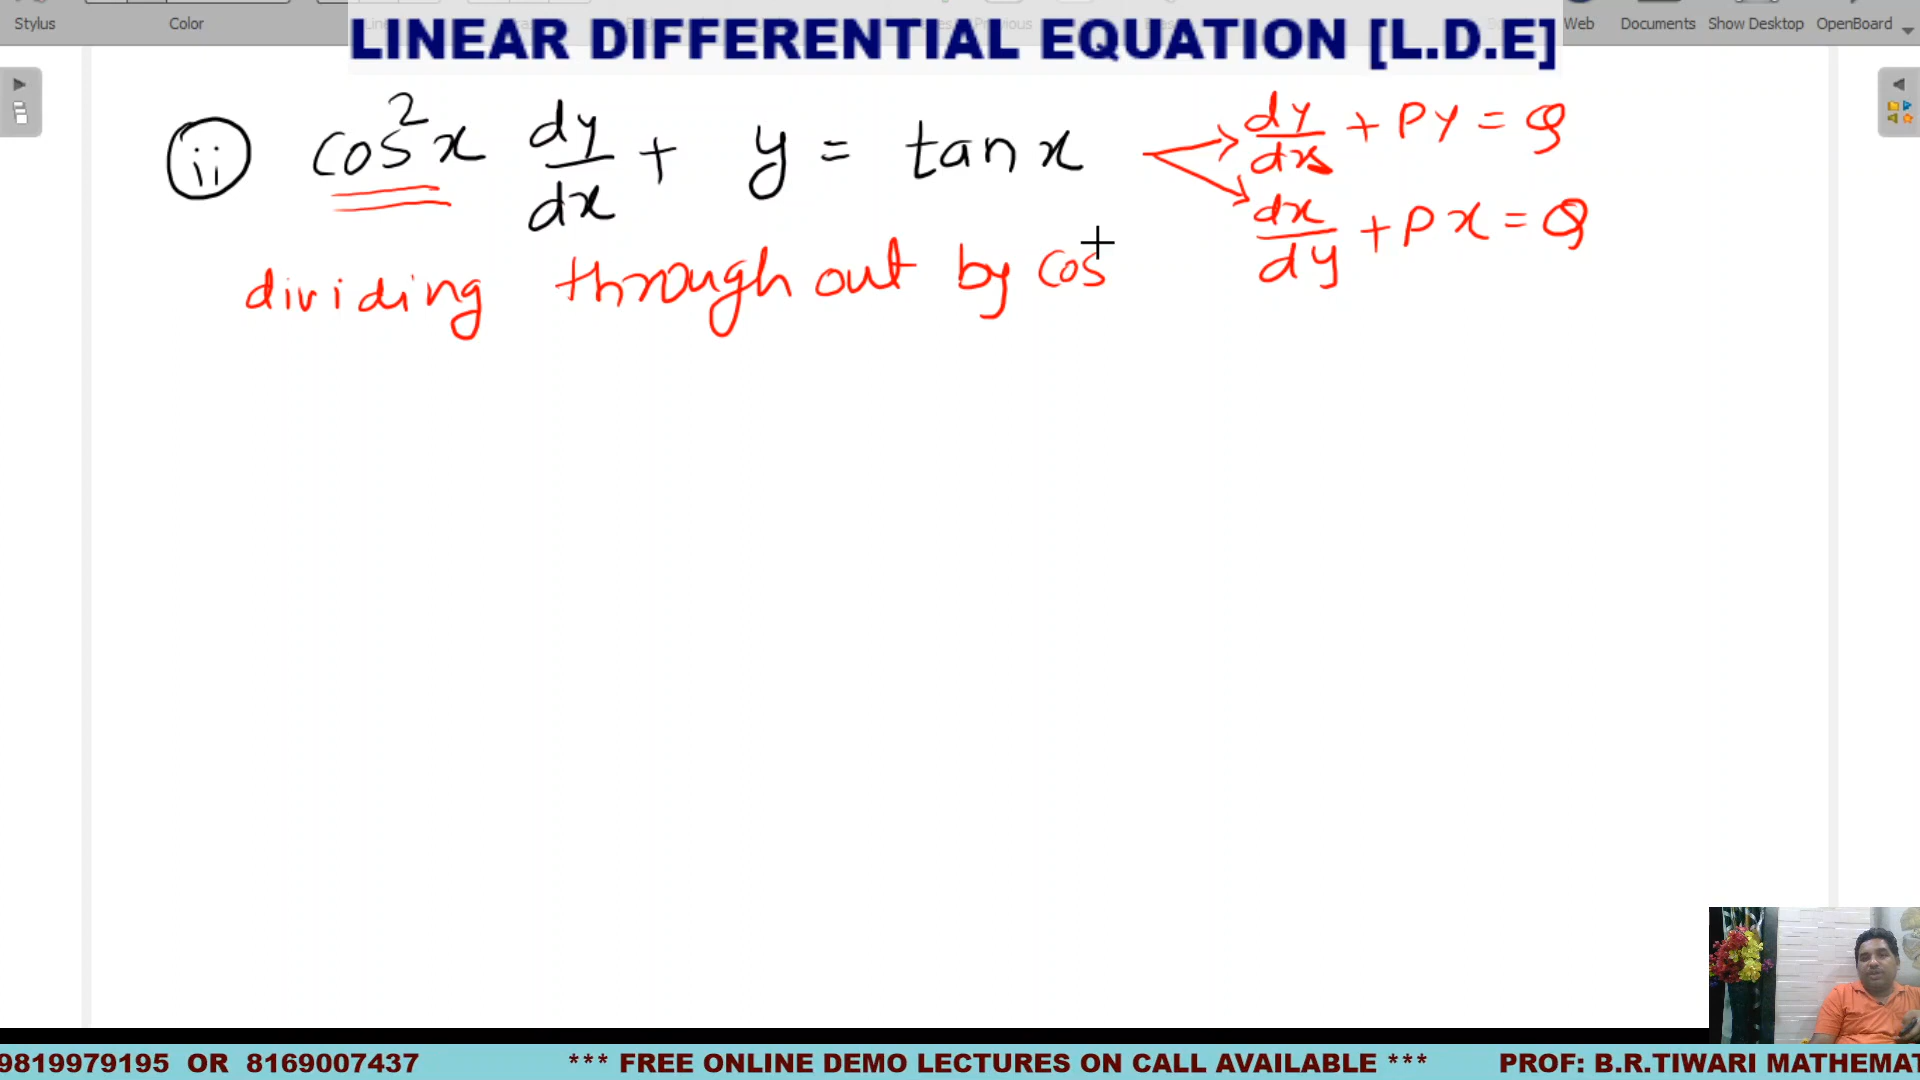 Stylus Color Web Documents Show Desktop OpenBoard
LINEAR DIFFERENTIAL EQUATION [L.D.E]
ii cos²x dy/dx + y = tan x
dy/dx + Py = Q
dx/dy + Px = Q
dividing through out by cos
9819979195 OR 8169007437 *** FREE ONLINE DEMO LECTURES ON CALL AVAILABLE *** PROF: B.R.TIWARI MATHEMAT